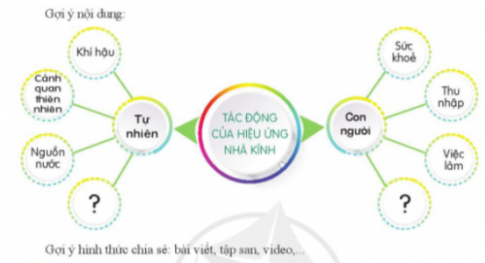 Gợi ý nội dung:
Khí hậu
Cảnh
quan
thiên
nhiên
Nguồn
nước
?
Tự
nhiên
TÁC ĐỘNG
CỦA HIỆU ỨNG
NHÀ KÍNH
Con
người
Sức
khoẻ
Thu
nhập
Việc
làm
?
Gợi ý hình thức chia sẻ: bài viết, tập san, video,...